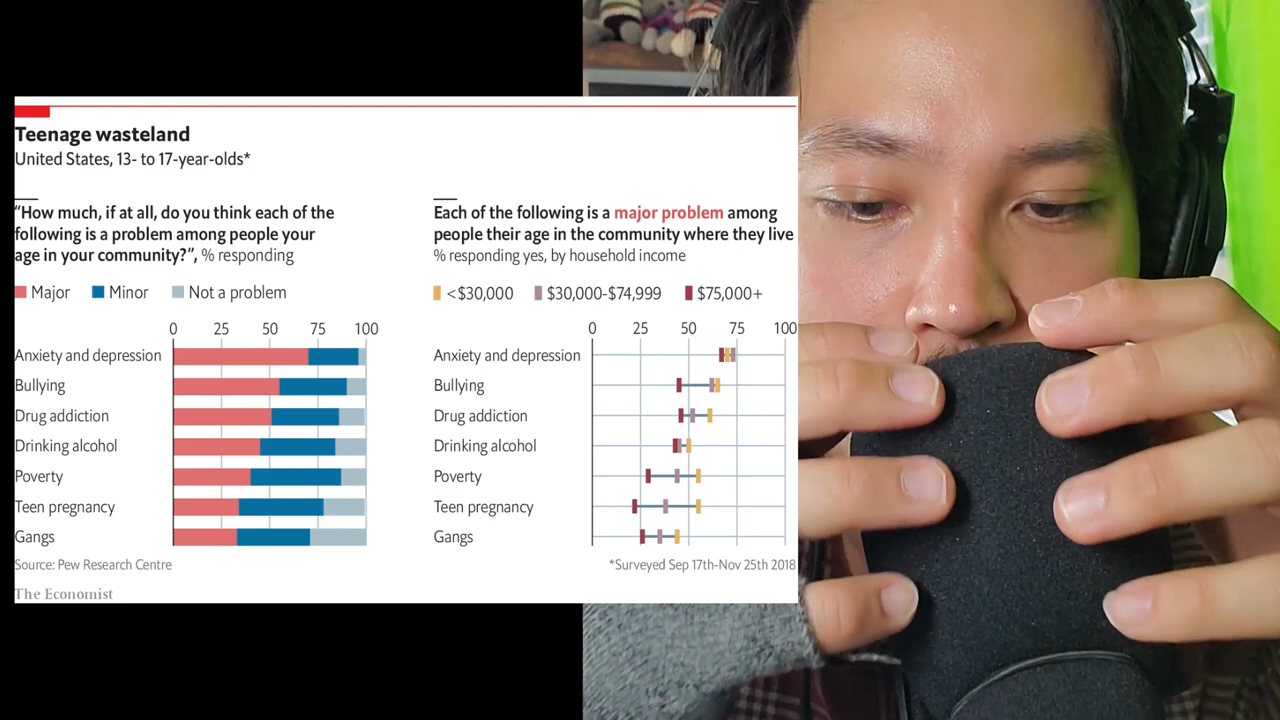 Teenage wasteland
United States, 13- to 17-year-olds*
“How much, if at all, do you think each of the
following is a problem among people your
age in your community?”, % responding
Major Minor Not a problem
0 25 50 75 100
Anxiety and depression
Bullying
Drug addiction
Drinking alcohol
Poverty
Teen pregnancy
Gangs
Each of the following is a major problem among
people their age in the community where they live
% responding yes, by household income
<$30,000 $30,000-$74,999 $75,000+
0 25 50 75 100
Anxiety and depression
Bullying
Drug addiction
Drinking alcohol
Poverty
Teen pregnancy
Gangs
Source: Pew Research Centre
*Surveyed Sep 17th-Nov 25th 2018
The Economist